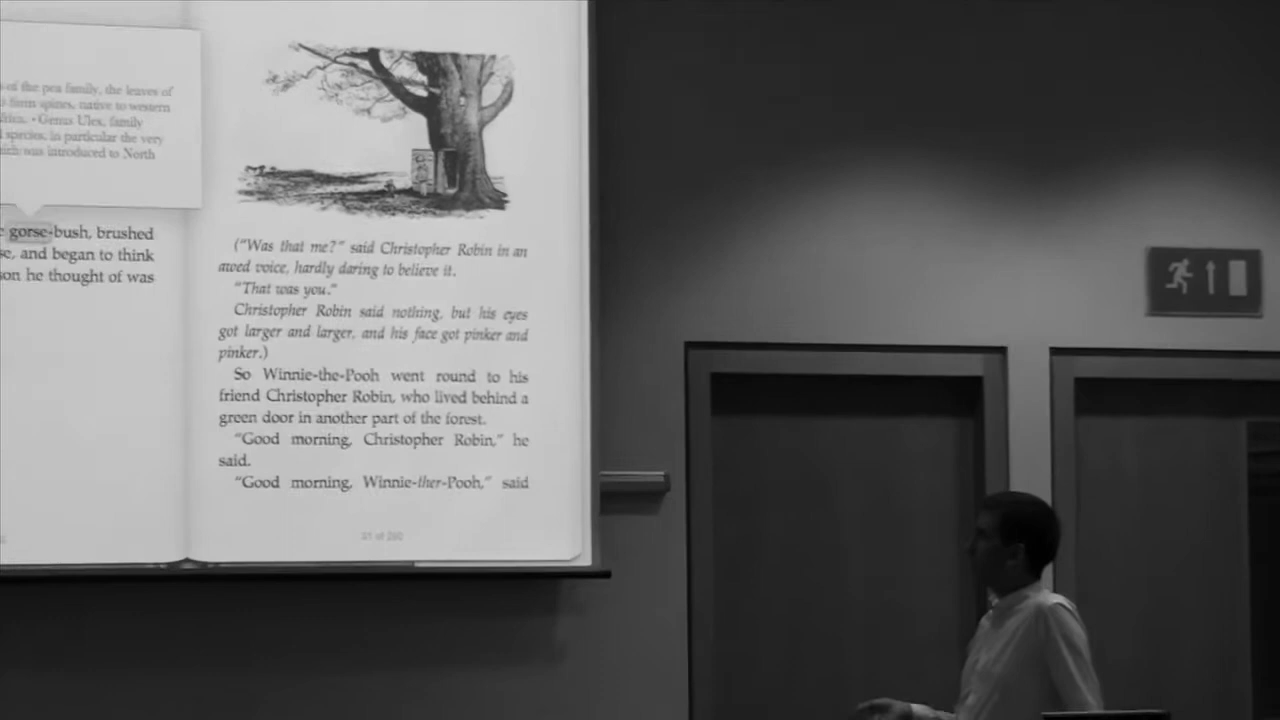 of the pea family, the leaves of
form spines, native to western
Africa. • Genus Ulex, family
species, in particular the very
which was introduced to North
gorse-bush, brushed
and began to think
he thought of was
("Was that me?" said Christopher Robin in an
awed voice, hardly daring to believe it.
"That was you."
Christopher Robin said nothing, but his eyes
got larger and larger, and his face got pinker and
pinker.)
So Winnie-the-Pooh went round to his
friend Christopher Robin, who lived behind a
green door in another part of the forest.
"Good morning, Christopher Robin," he
said.
"Good morning, Winnie-ther-Pooh," said